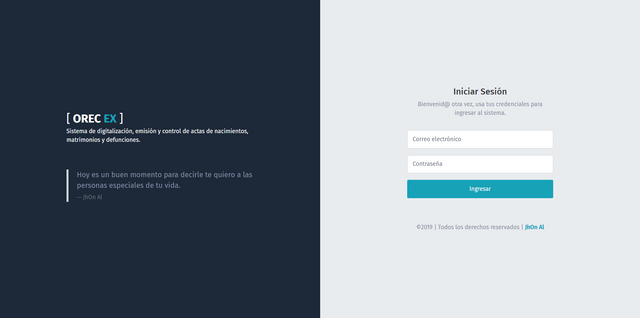 [ OREC EX ]
Sistema de digitalización, emisión y control de actas de nacimientos,
matrimonios y defunciones.
Hoy es un buen momento para decirle te quiero a las
personas especiales de tu vida.
— JhOn Al
Iniciar Sesión
Bienvenid@ otra vez, usa tus credenciales para
ingresar al sistema.
Correo electrónico
Contraseña
Ingresar
©2019 | Todos los derechos reservados | JhOn Al